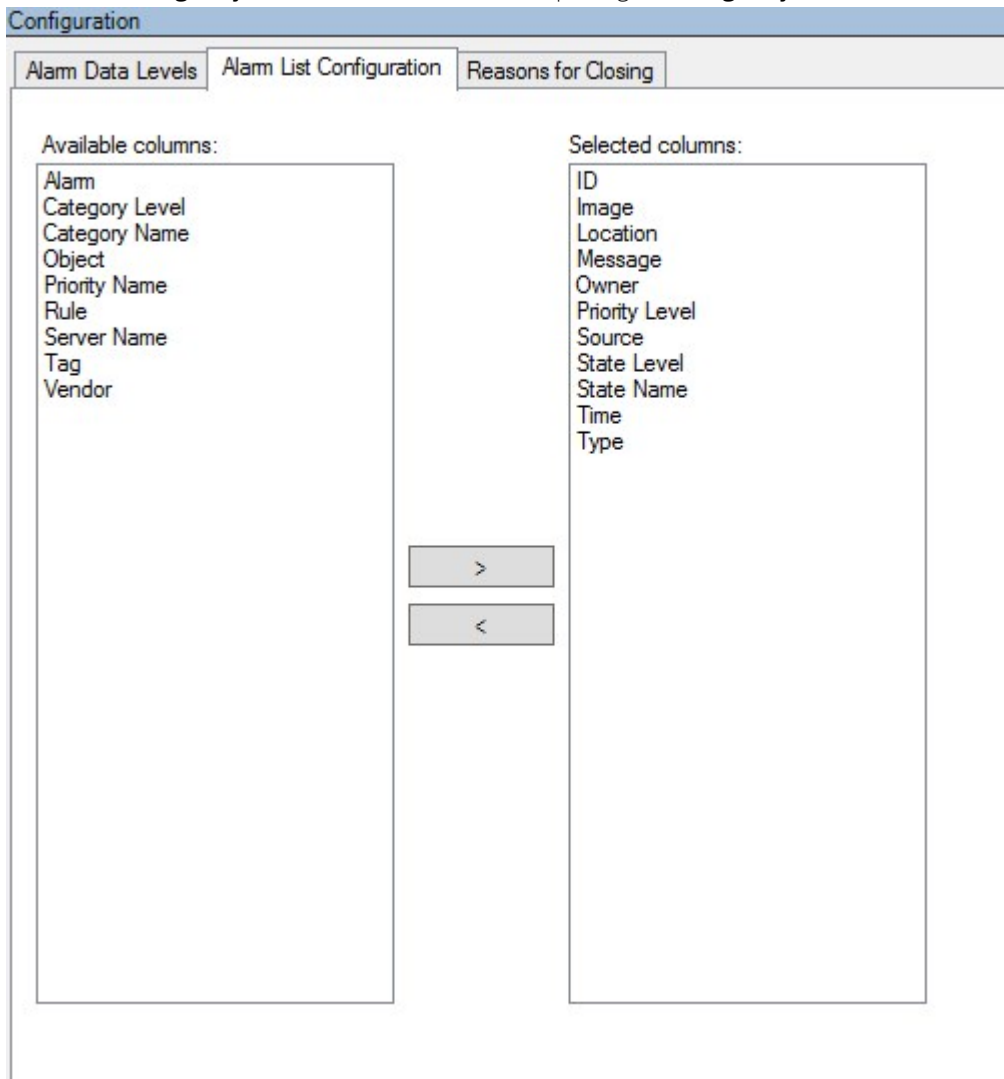 Configuration
Alarm Data Levels
Alarm List Configuration
Reasons for Closing
Available columns:
Alarm
Category Level
Category Name
Object
Priority Name
Rule
Server Name
Tag
Vendor
>
<
Selected columns:
ID
Image
Location
Message
Owner
Priority Level
Source
State Level
State Name
Time
Type